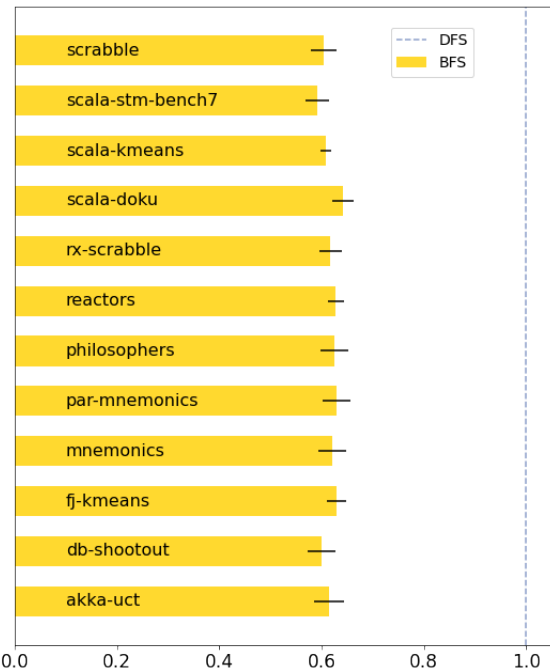 DFS
BFS
scrabble
scala-stm-bench7
scala-kmeans
scala-doku
rx-scrabble
reactors
philosophers
par-mnemonics
mnemonics
fj-kmeans
db-shootout
akka-uct
0.0 0.2 0.4 0.6 0.8 1.0